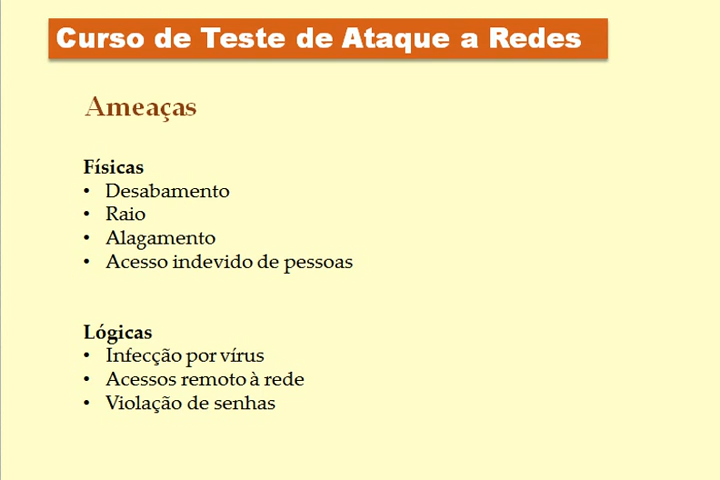 Curso de Teste de Ataque a Redes
Ameaças
Físicas
• Desabamento
• Raio
• Alagamento
• Acesso indevido de pessoas
Lógicas
• Infecção por vírus
• Acessos remoto à rede
• Violação de senhas